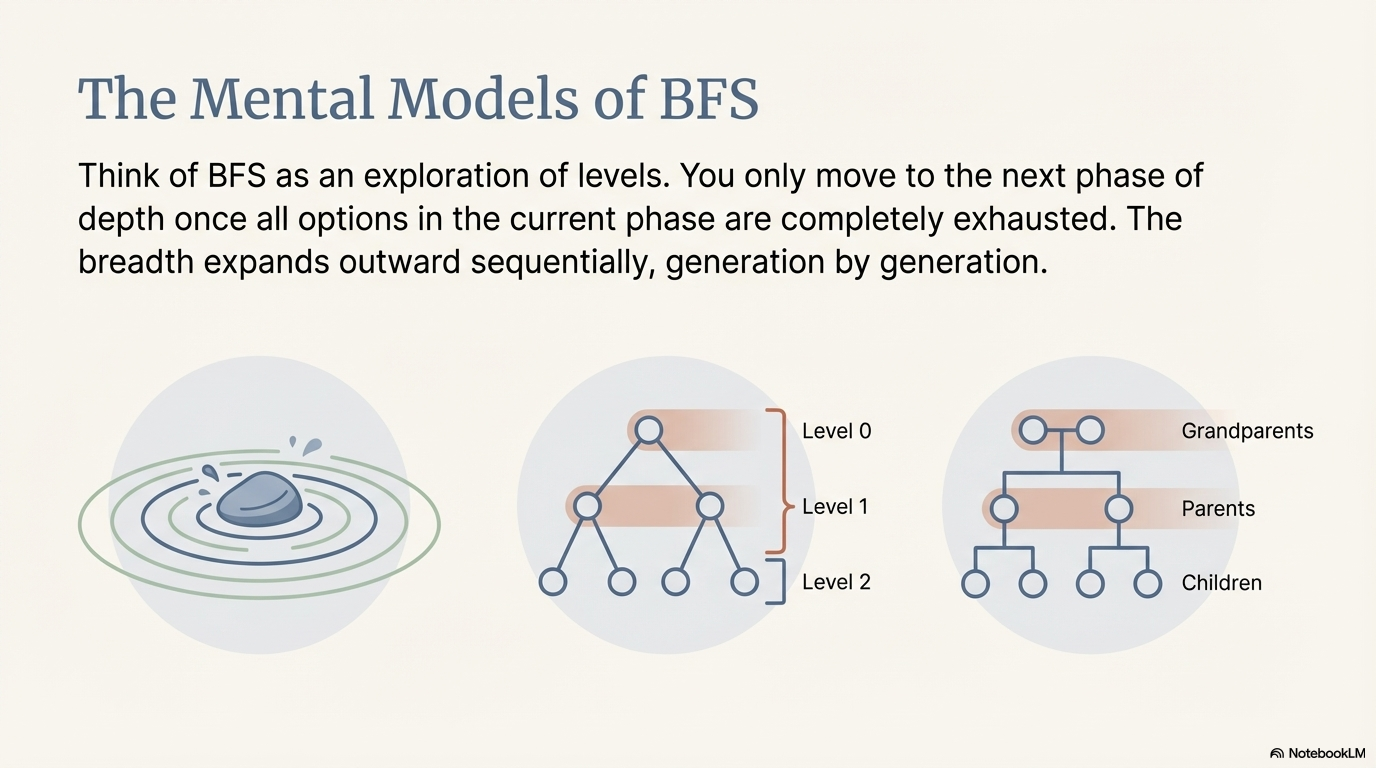 The Mental Models of BFS
Think of BFS as an exploration of levels. You only move to the next phase of
depth once all options in the current phase are completely exhausted. The
breadth expands outward sequentially, generation by generation.
Level 0
Level 1
Level 2
Grandparents
Parents
Children
NotebookLM